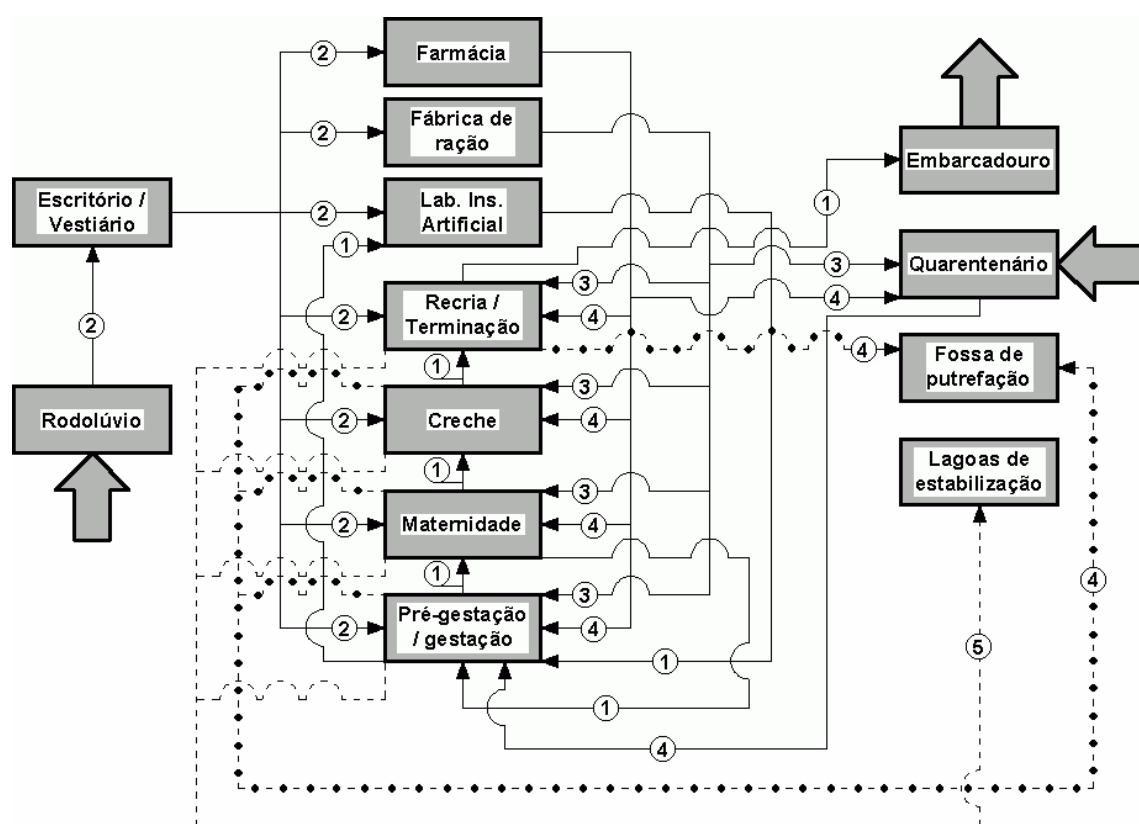 2
Farmácia
2
Fábrica de
ração
Embarcadouro
Escritório /
Vestiário
2
Lab. Ins.
Artificial
1
1
3
Quarentenário
2
2
Recria /
Terminação
3
4
4
1
4
Fossa de
putrefação
Rodolúvio
2
Creche
3
4
1
Lagoas de
estabilização
2
Maternidade
3
4
1
4
2
Pré-gestação
/ gestação
3
4
1
5
1
4